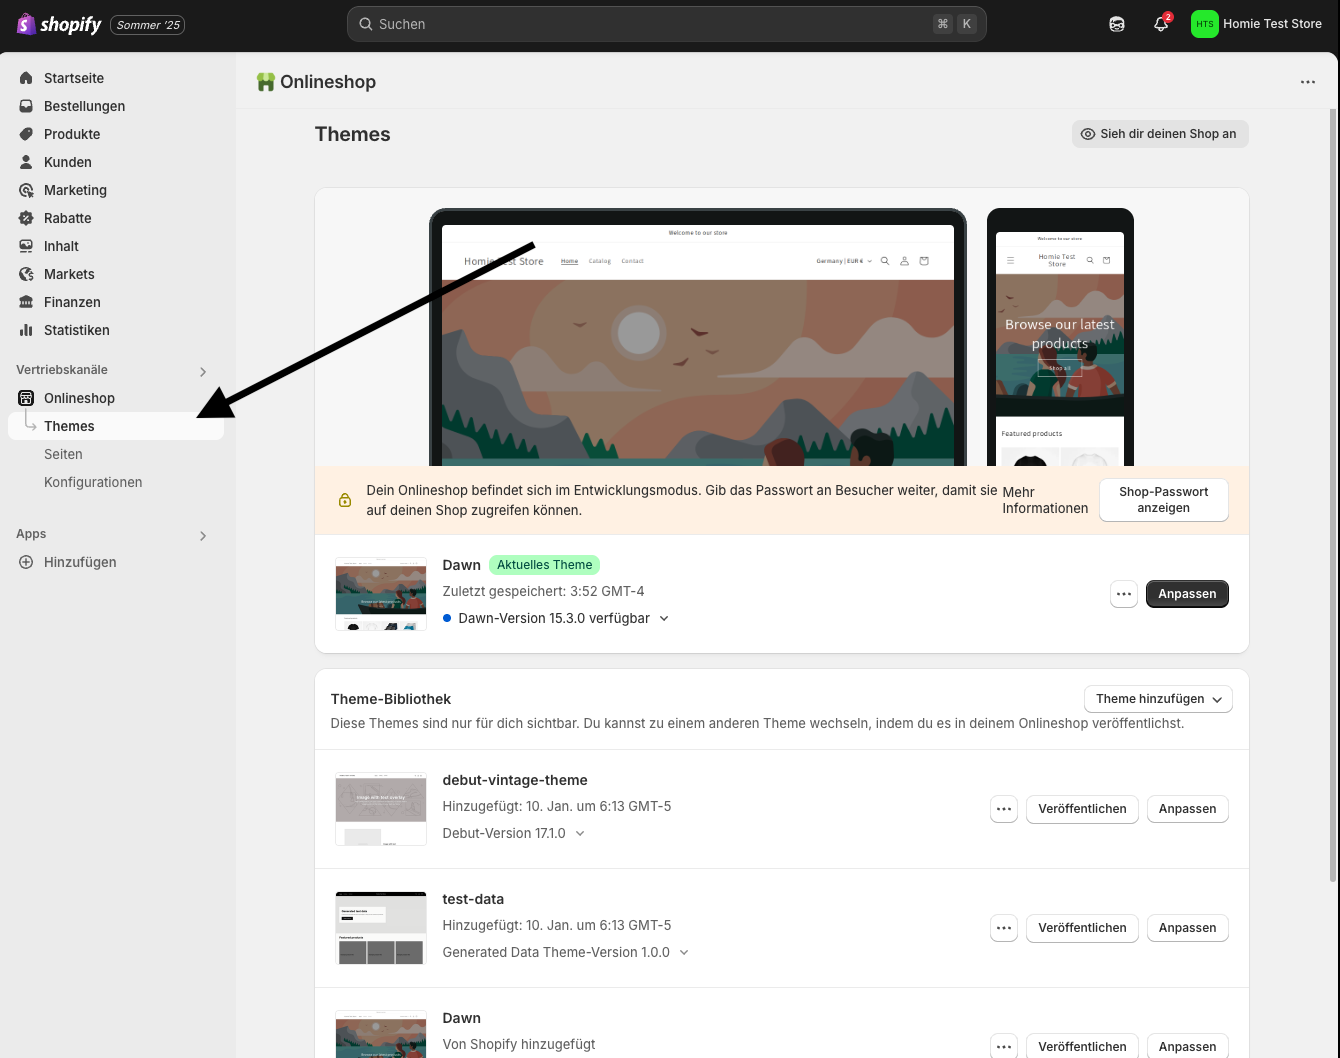 shopify
Sommer '25
Suchen
⌘ K
2
HTS
Homie Test Store
Startseite
Bestellungen
Produkte
Kunden
Marketing
Rabatte
Inhalt
Markets
Finanzen
Statistiken
Vertriebskanäle
Onlineshop
Themes
Seiten
Konfigurationen
Apps
Hinzufügen
Onlineshop
Themes
Sieh dir deinen Shop an
Welcome to our store
Homie Test Store
Home
Catalog
Contact
Germany | EUR €
Welcome to our store
Homie Test
Store
Browse our latest
products
Shop all
Featured products
Dein Onlineshop befindet sich im Entwicklungsmodus. Gib das Passwort an Besucher weiter, damit sie
auf deinen Shop zugreifen können.
Mehr
Informationen
Shop-Passwort
anzeigen
Dawn
Aktuelles Theme
Zuletzt gespeichert: 3:52 GMT-4
Dawn-Version 15.3.0 verfügbar
Anpassen
Theme-Bibliothek
Theme hinzufügen
Diese Themes sind nur für dich sichtbar. Du kannst zu einem anderen Theme wechseln, indem du es in deinem Onlineshop veröffentlichst.
debut-vintage-theme
Hinzugefügt: 10. Jan. um 6:13 GMT-5
Debut-Version 17.1.0
Veröffentlichen
Anpassen
test-data
Hinzugefügt: 10. Jan. um 6:13 GMT-5
Generated Data Theme-Version 1.0.0
Veröffentlichen
Anpassen
Dawn
Von Shopify hinzugefügt
Veröffentlichen
Anpassen